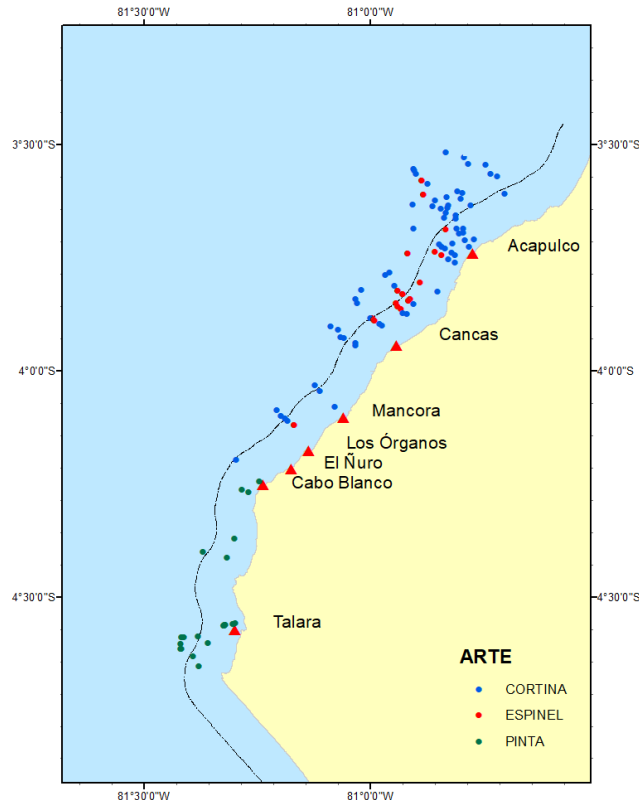 81°30'0"W 81°0'0"W
3°30'0"S 3°30'0"S
Acapulco
Cancas
4°0'0"S 4°0'0"S
Mancora
Los Órganos
El Ñuro
Cabo Blanco
4°30'0"S 4°30'0"S
Talara
ARTE
CORTINA
ESPINEL
PINTA
81°30'0"W 81°0'0"W